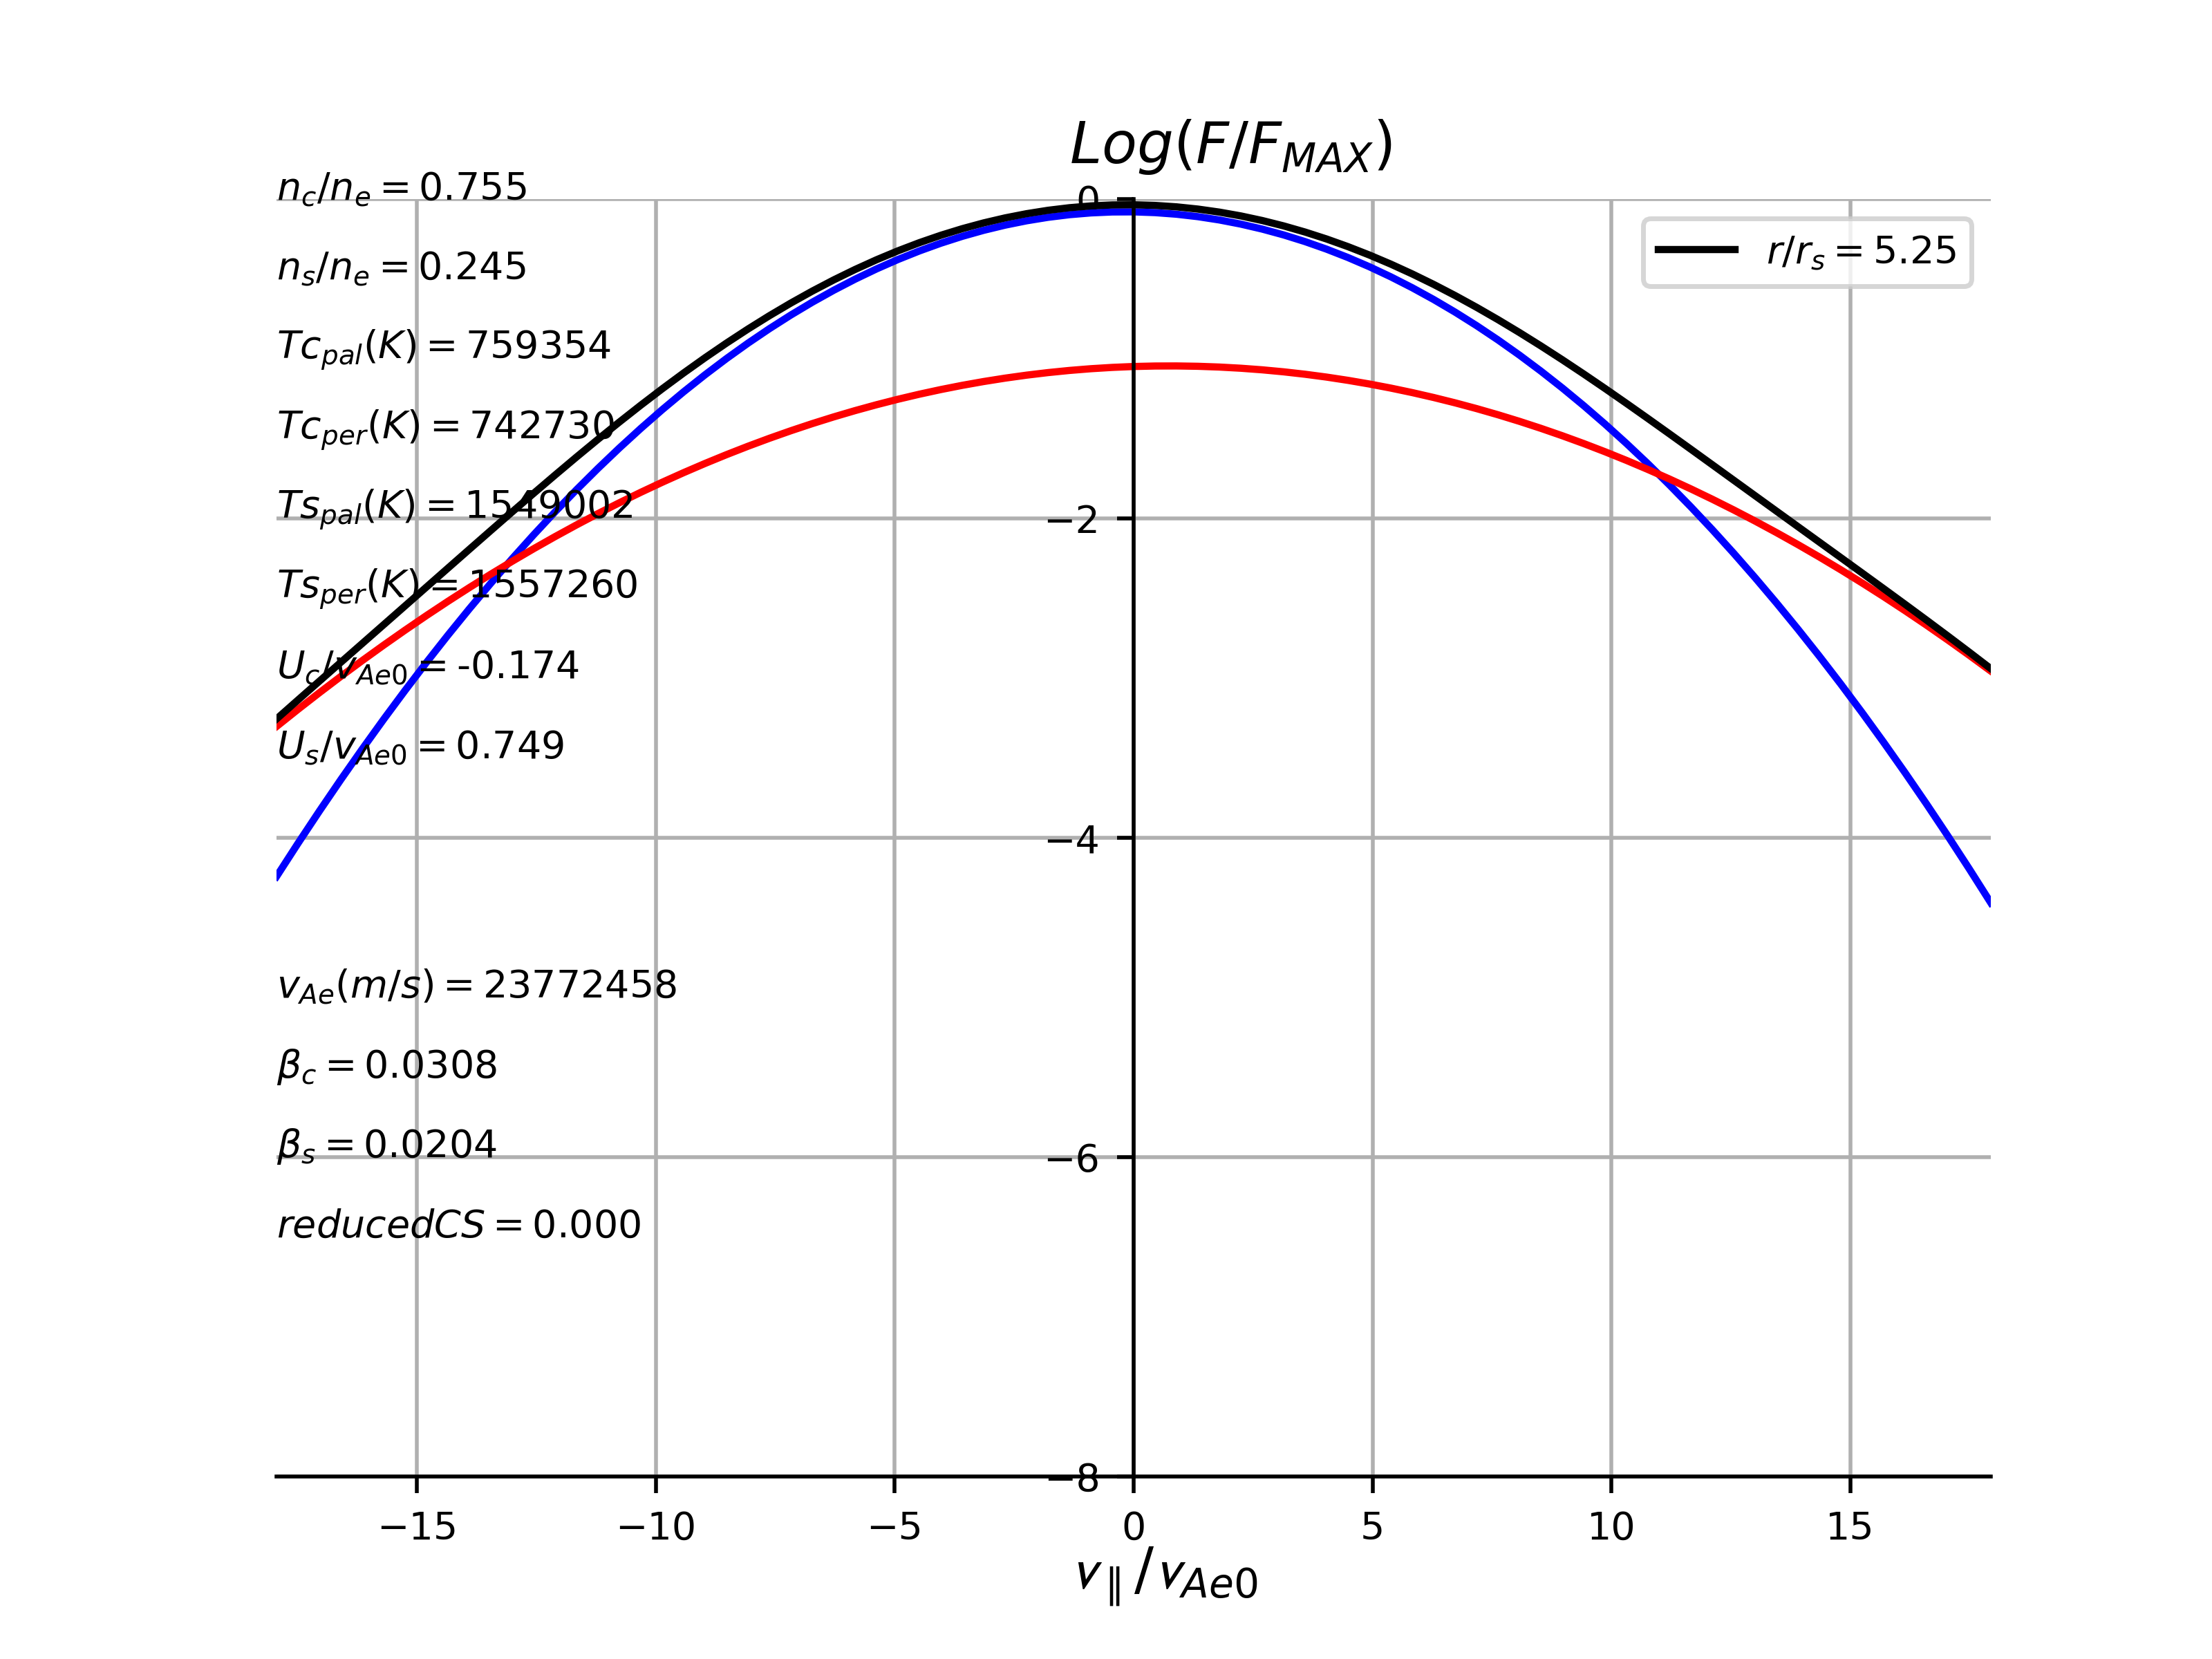 Log(F/F_MAX)
n_c/n_e = 0.755
n_s/n_e = 0.245
Tc_pal(K) = 759354
Tc_per(K) = 742730
Ts_pal(K) = 1549002
Ts_per(K) = 1557260
U_c/v_Ae0 = -0.174
U_s/v_Ae0 = 0.749
v_Ae(m/s) = 23772458
β_c = 0.0308
β_s = 0.0204
reducedCS = 0.000
r/r_s = 5.25
0
−2
−4
−6
−8
−15 −10 −5 0 5 10 15
v_∥/v_Ae0